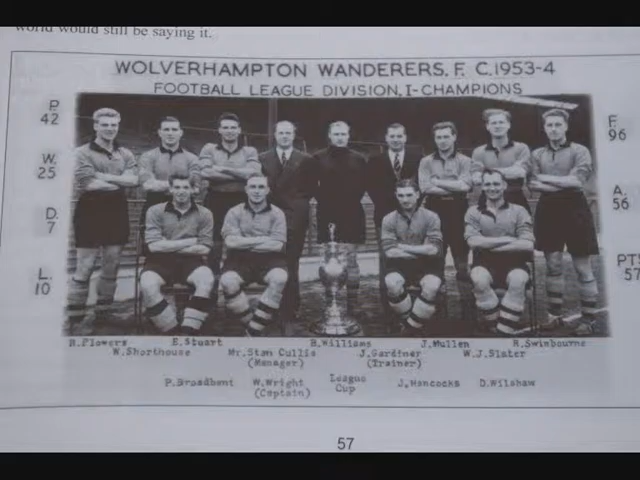 world would still be saying it.
WOLVERHAMPTON WANDERERS. F. C. 1953-4
FOOTBALL LEAGUE DIVISION, I-CHAMPIONS
P. 42
W. 25
D. 7
L. 10
F. 96
A. 56
PTS 57
R.Flowers E.Stuart B.Williams J.Mullen R.Swinbourne
W.Shorthouse Mr.Stan Cullis (Manager) J.Gardiner (Trainer) W.J.Slater
P.Broadbent W.Wright (Captain) League Cup J.Hancocks D.Wilshaw
57